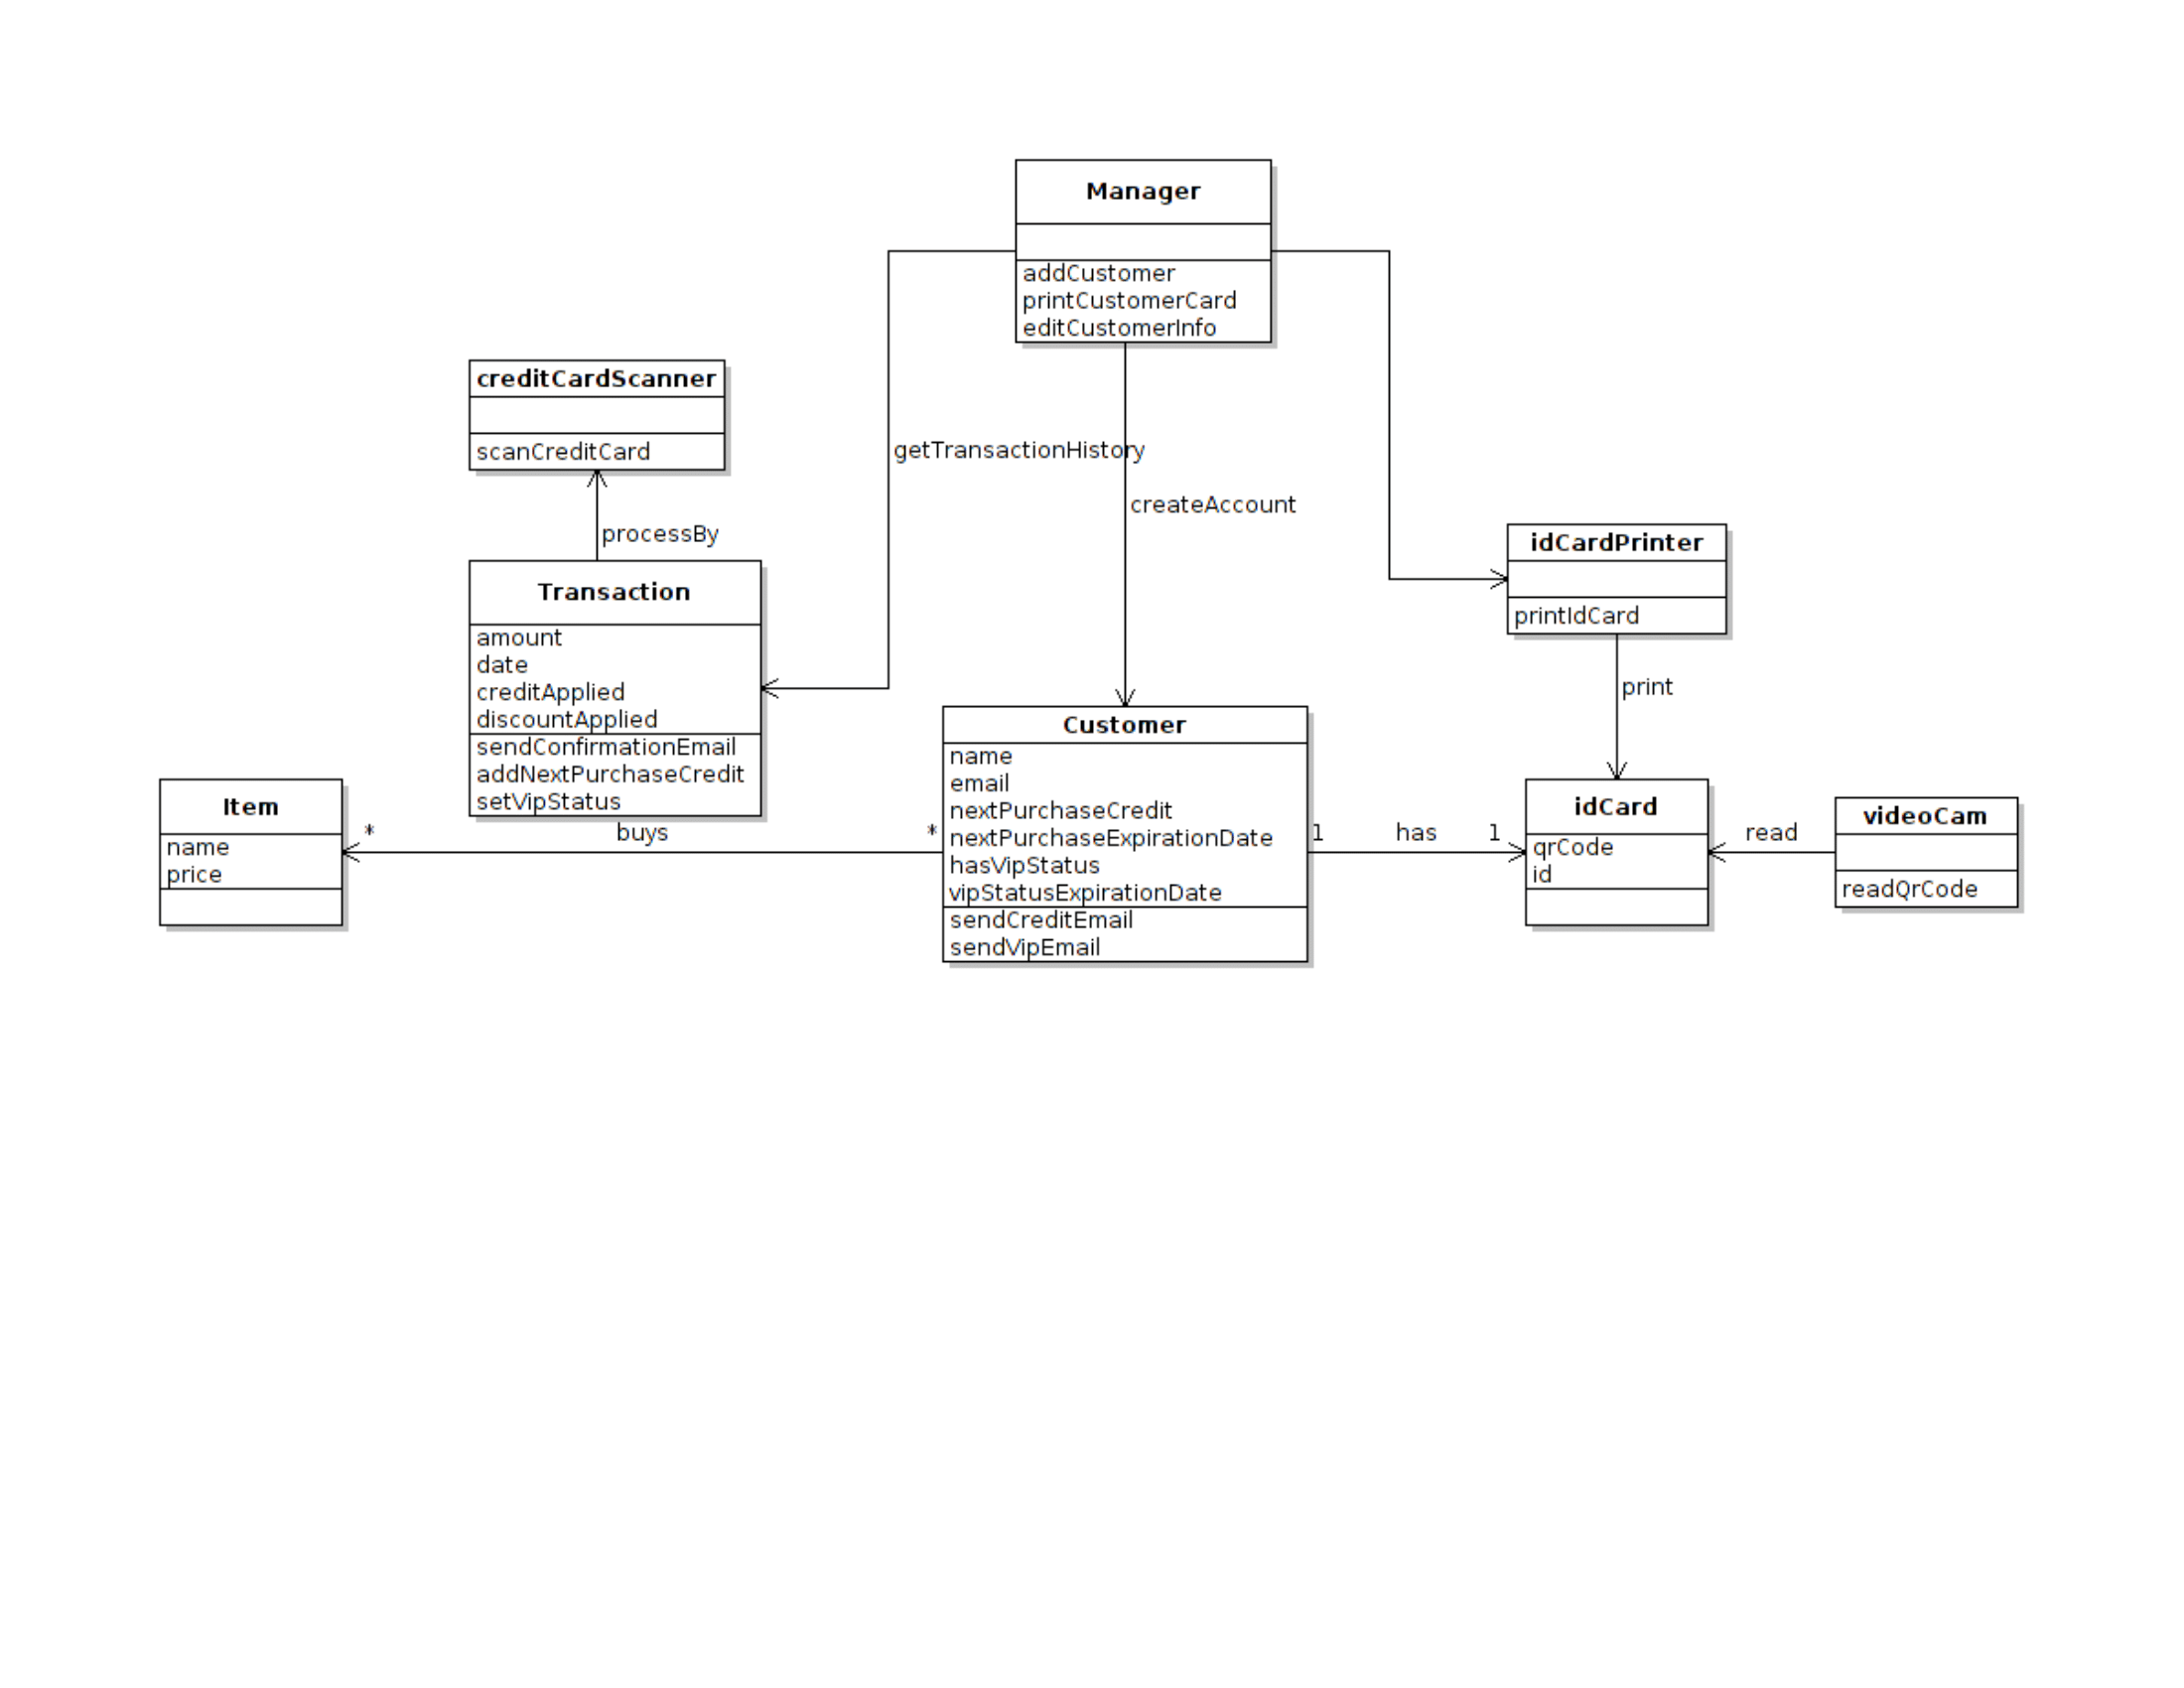 Manager
addCustomer
printCustomerCard
editCustomerInfo
creditCardScanner
scanCreditCard
getTransactionHistory
createAccount
processBy
idCardPrinter
printIdCard
print
Transaction
amount
date
creditApplied
discountApplied
sendConfirmationEmail
addNextPurchaseCredit
setVipStatus
Customer
name
email
nextPurchaseCredit
nextPurchaseExpirationDate
hasVipStatus
vipStatusExpirationDate
sendCreditEmail
sendVipEmail
Item
name
price
* buys *
1 has 1
idCard
qrCode
id
read
videoCam
readQrCode